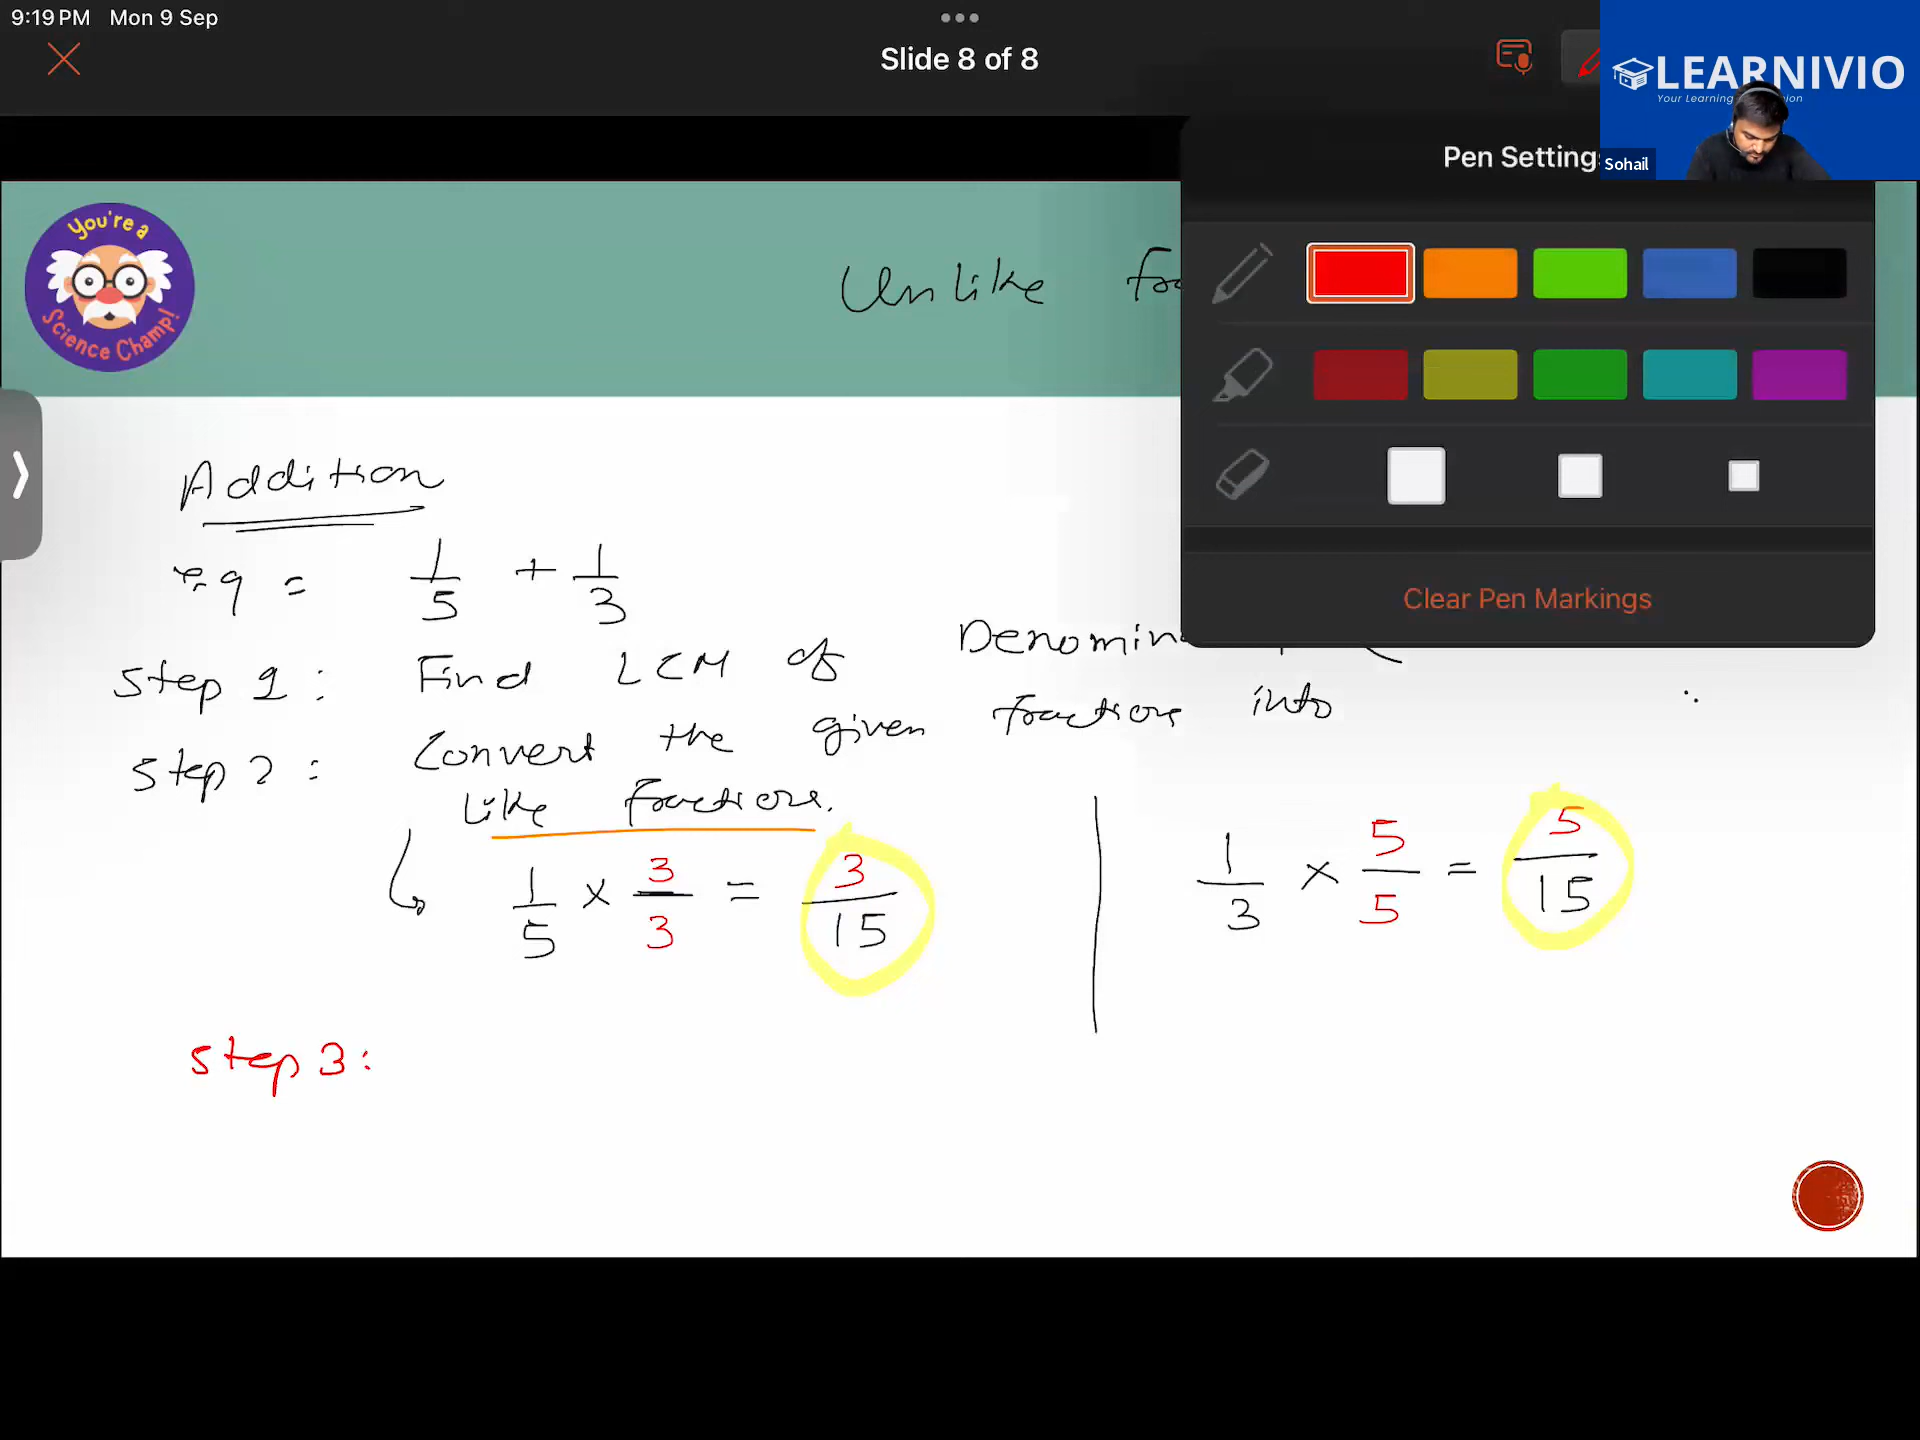 9:19 PM Mon 9 Sep
Slide 8 of 8
LEARNIVIO
Your Learning
Pen Settings
Sohail
You're a
Science Champ!
Unlike
Addition
e.g = 1/5 + 1/3
Step 1 : Find LCM of
Step 2 : Convert the given fractions into
like fractions.
1/5 × 3/3 = 3/15
1/3 × 5/5 = 5/15
Step 3 :
Clear Pen Markings